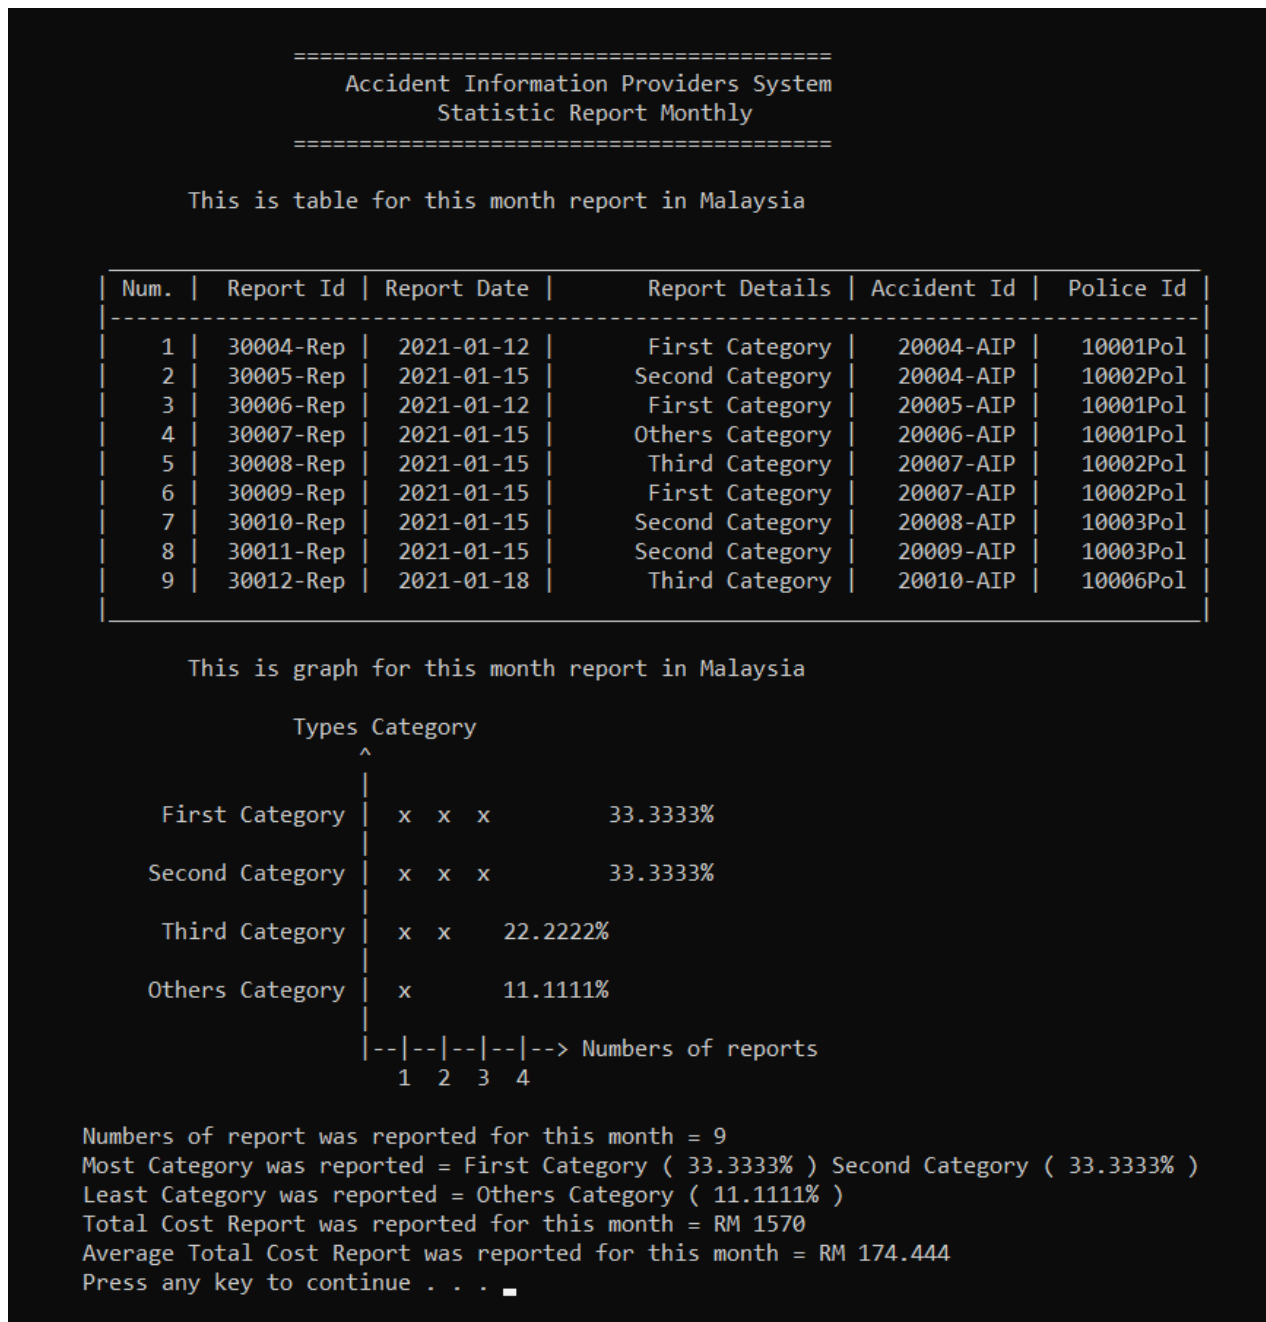 =========================================
Accident Information Providers System
Statistic Report Monthly
=========================================
This is table for this month report in Malaysia
| Num. | Report Id | Report Date | Report Details | Accident Id | Police Id |
|-----------------------------------------------------------------------------------|
| 1 | 30004-Rep | 2021-01-12 | First Category | 20004-AIP | 10001Pol |
| 2 | 30005-Rep | 2021-01-15 | Second Category | 20004-AIP | 10002Pol |
| 3 | 30006-Rep | 2021-01-12 | First Category | 20005-AIP | 10001Pol |
| 4 | 30007-Rep | 2021-01-15 | Others Category | 20006-AIP | 10001Pol |
| 5 | 30008-Rep | 2021-01-15 | Third Category | 20007-AIP | 10002Pol |
| 6 | 30009-Rep | 2021-01-15 | First Category | 20007-AIP | 10002Pol |
| 7 | 30010-Rep | 2021-01-15 | Second Category | 20008-AIP | 10003Pol |
| 8 | 30011-Rep | 2021-01-15 | Second Category | 20009-AIP | 10003Pol |
| 9 | 30012-Rep | 2021-01-18 | Third Category | 20010-AIP | 10006Pol |
This is graph for this month report in Malaysia
Types Category
^
|
First Category | x x x 33.3333%
|
Second Category | x x x 33.3333%
|
Third Category | x x 22.2222%
|
Others Category | x 11.1111%
|
|--|--|--|--|--> Numbers of reports
1 2 3 4
Numbers of report was reported for this month = 9
Most Category was reported = First Category ( 33.3333% ) Second Category ( 33.3333% )
Least Category was reported = Others Category ( 11.1111% )
Total Cost Report was reported for this month = RM 1570
Average Total Cost Report was reported for this month = RM 174.444
Press any key to continue . . .